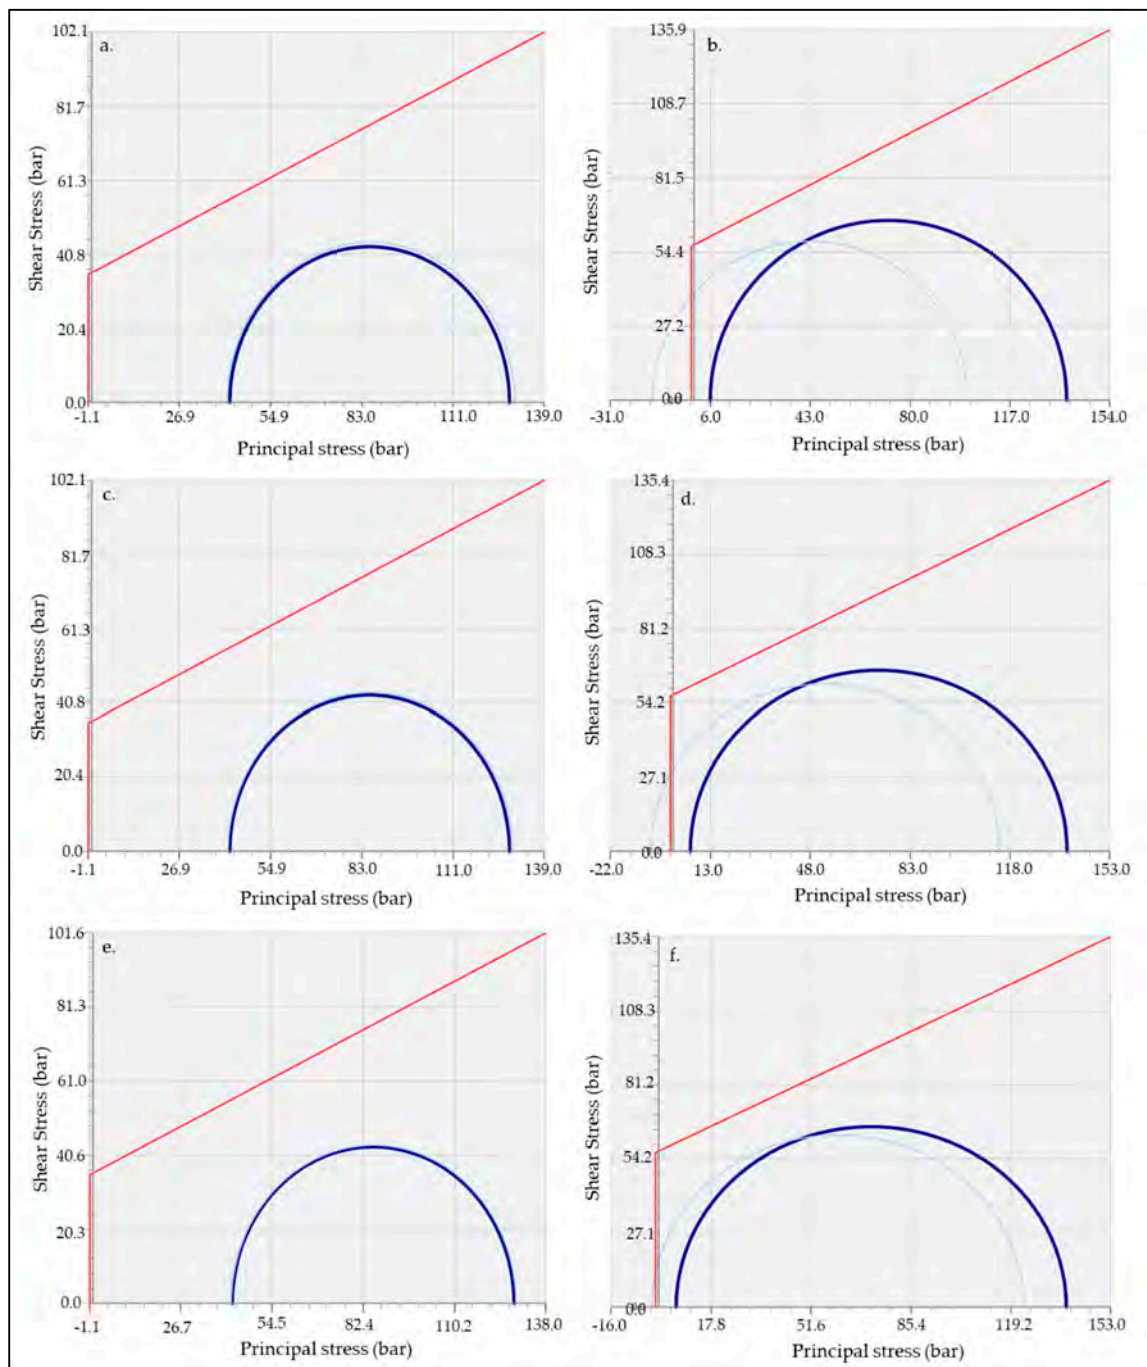 a.
102.1
81.7
61.3
40.8
20.4
0.0
-1.1 26.9 54.9 83.0 111.0 139.0
Shear Stress (bar)
Principal stress (bar)
b.
135.9
108.7
81.5
54.4
27.2
0.0
-31.0 6.0 43.0 80.0 117.0 154.0
Shear Stress (bar)
Principal stress (bar)
c.
102.1
81.7
61.3
40.8
20.4
0.0
-1.1 26.9 54.9 83.0 111.0 139.0
Shear Stress (bar)
Principal stress (bar)
d.
135.4
108.3
81.2
54.2
27.1
0.0
-22.0 13.0 48.0 83.0 118.0 153.0
Shear Stress (bar)
Principal stress (bar)
e.
101.6
81.3
61.0
40.6
20.3
0.0
-1.1 26.7 54.5 82.4 110.2 138.0
Shear Stress (bar)
Principal stress (bar)
f.
135.4
108.3
81.2
54.2
27.1
0.0
-16.0 17.8 51.6 85.4 119.2 153.0
Shear Stress (bar)
Principal stress (bar)